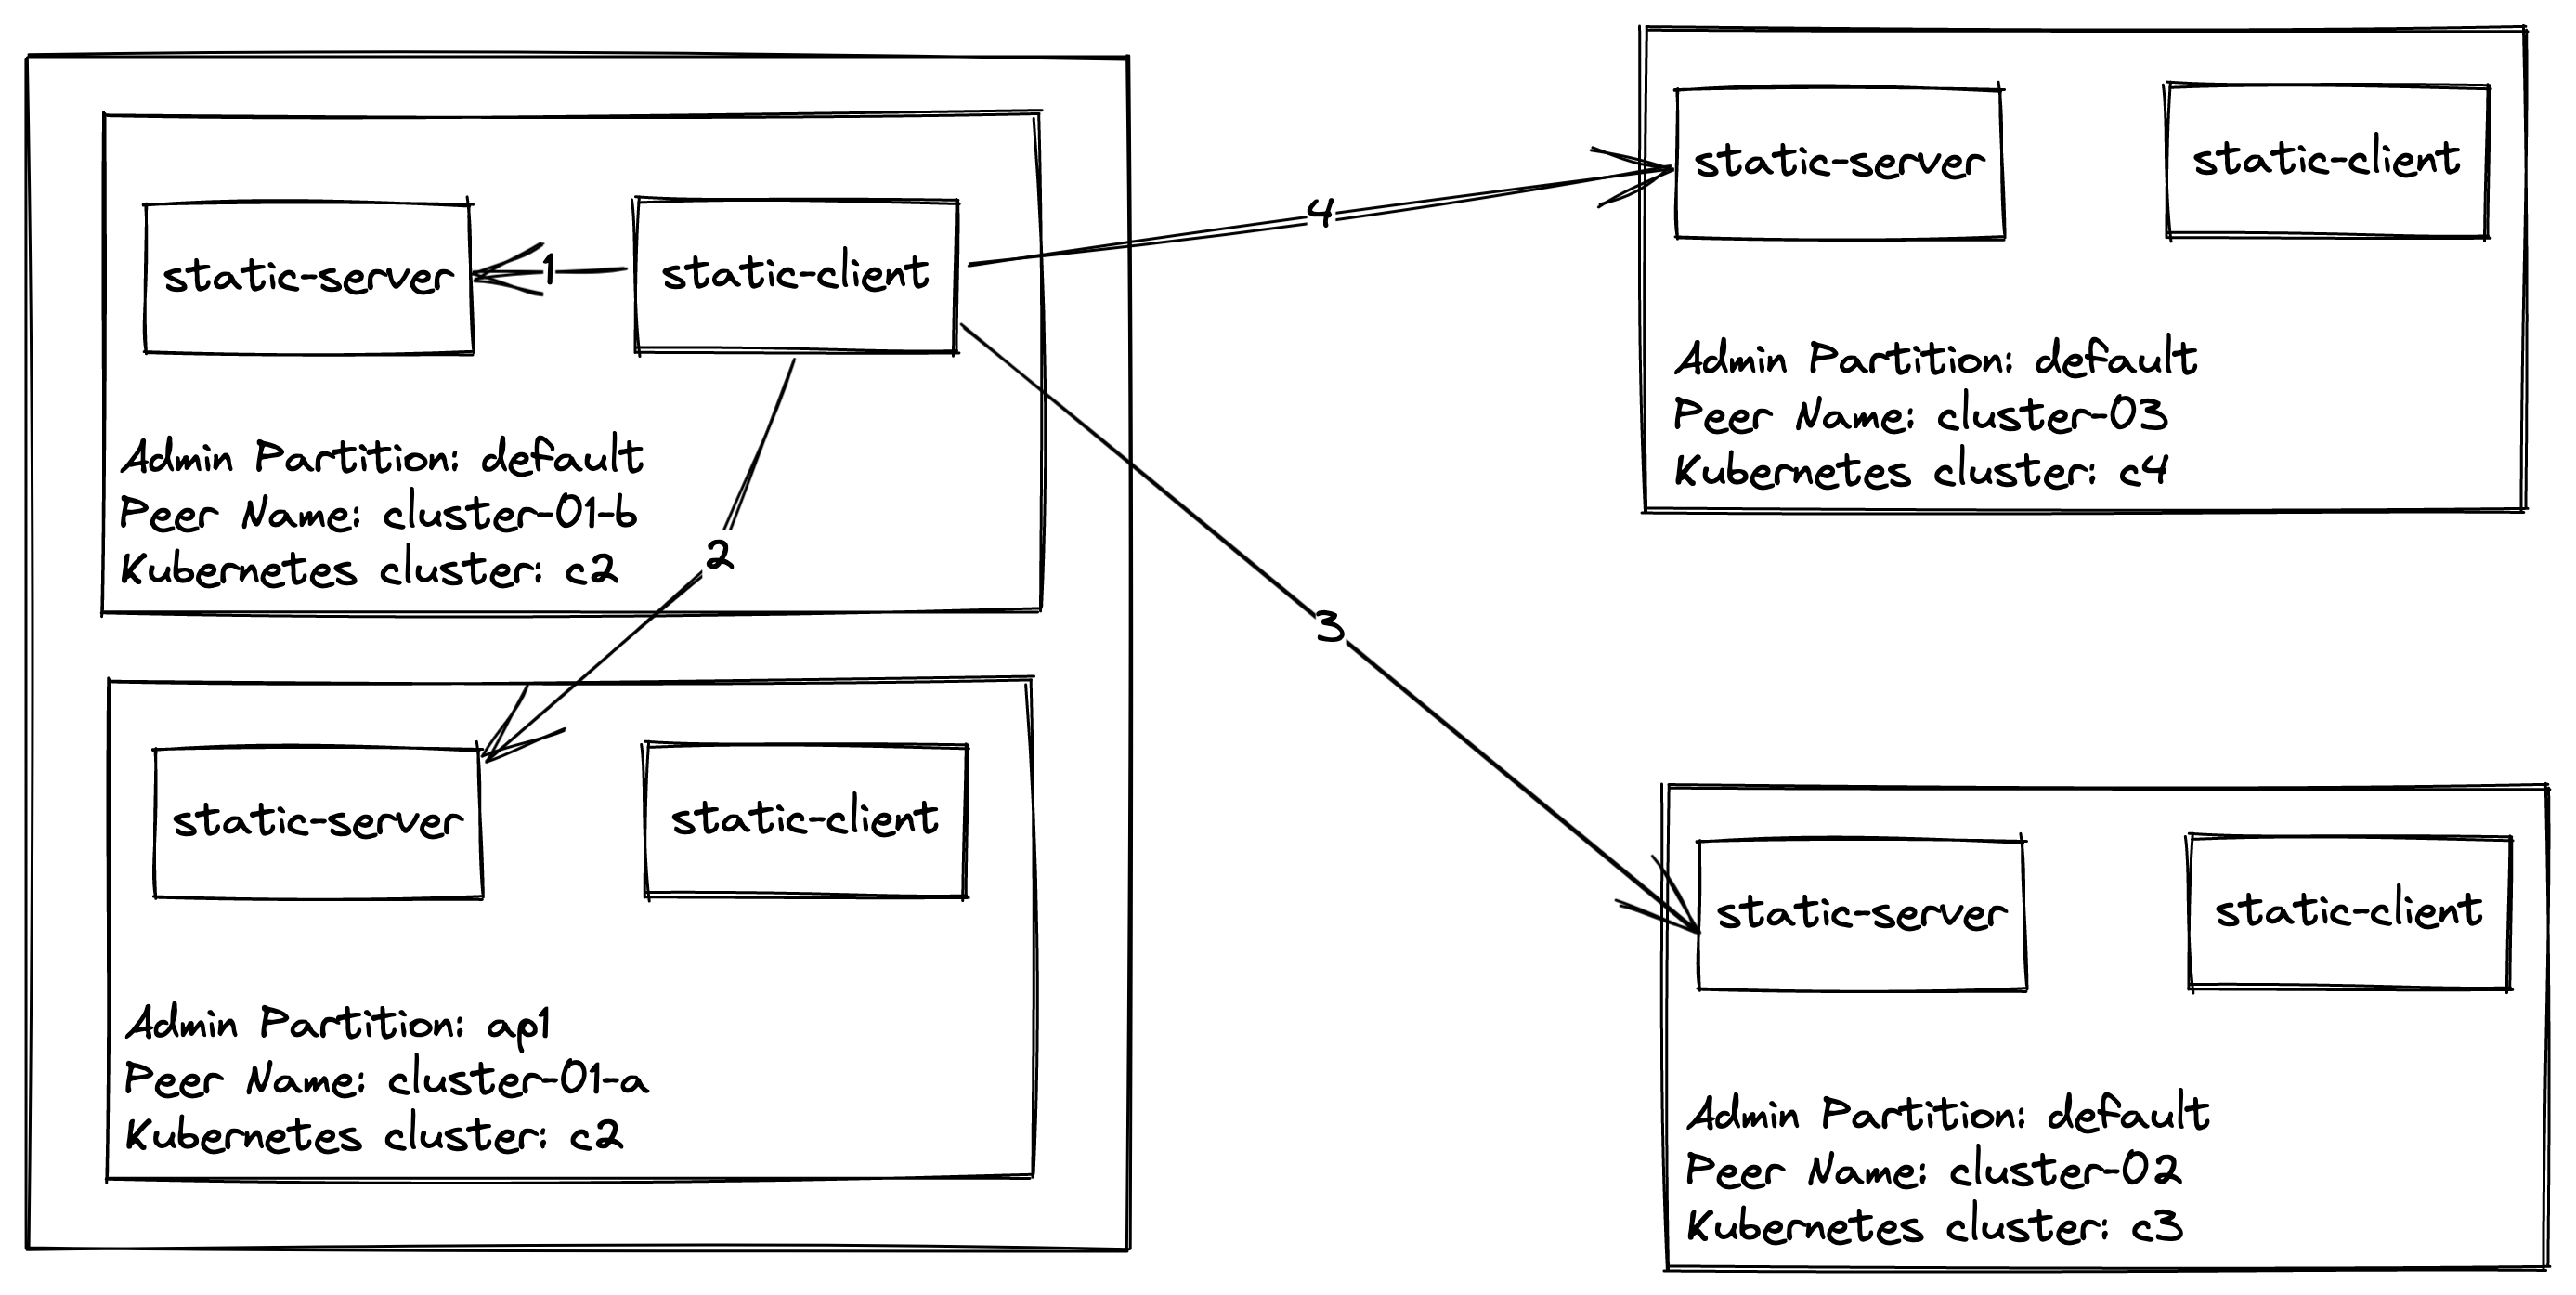 static-server
1
static-client
Admin Partition: default
Peer Name: cluster-01-b
Kubernetes cluster: c2
2
static-server
static-client
Admin Partition: ap1
Peer Name: cluster-01-a
Kubernetes cluster: c2
4
3
static-server
static-client
Admin Partition: default
Peer Name: cluster-03
Kubernetes cluster: c4
static-server
static-client
Admin Partition: default
Peer Name: cluster-02
Kubernetes cluster: c3